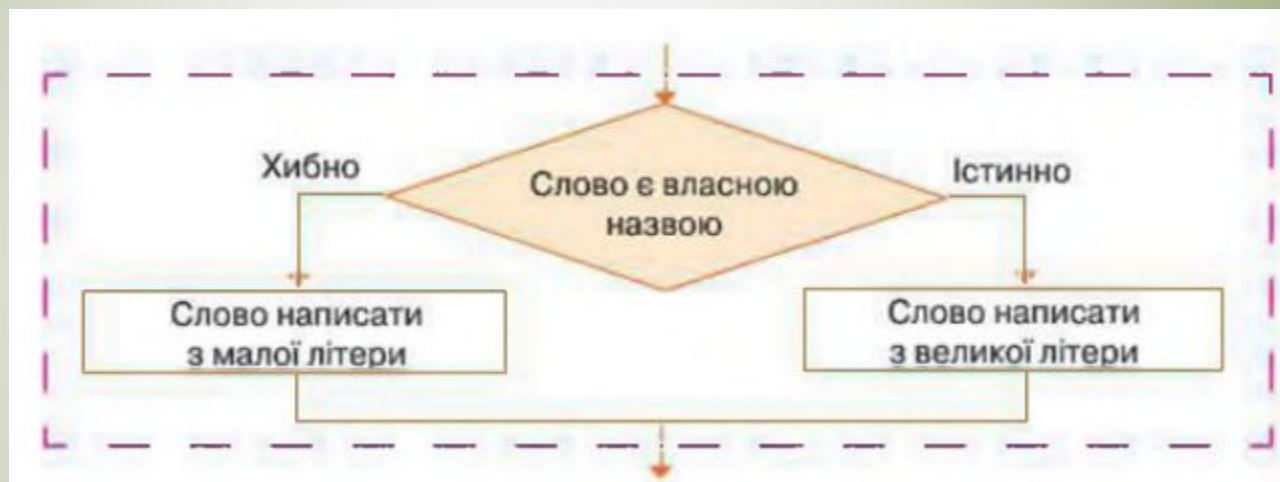 Хибно
Слово є власною
назвою
Істинно
Слово написати
з малої літери
Слово написати
з великої літери